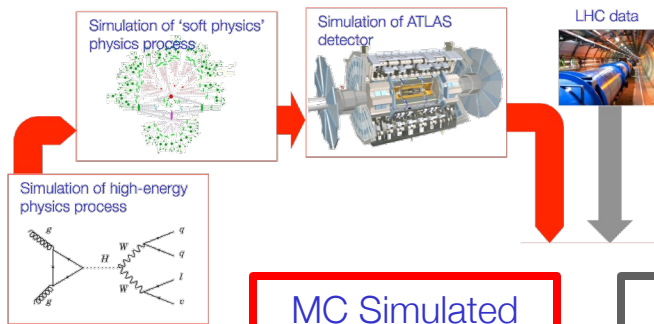 Simulation of 'soft physics'
physics process
Simulation of ATLAS
detector
LHC data
Simulation of high-energy
physics process
g
g
H
W
W
q
q
l
ν
MC Simulated